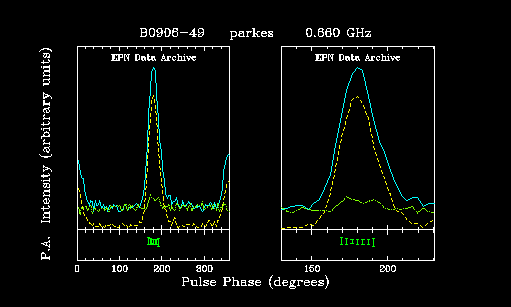 B0906-49 parkes 0.660 GHz
EPN Data Archive EPN Data Archive
P.A. Intensity (arbitrary units)
0 100 200 300 150 200
Pulse Phase (degrees)